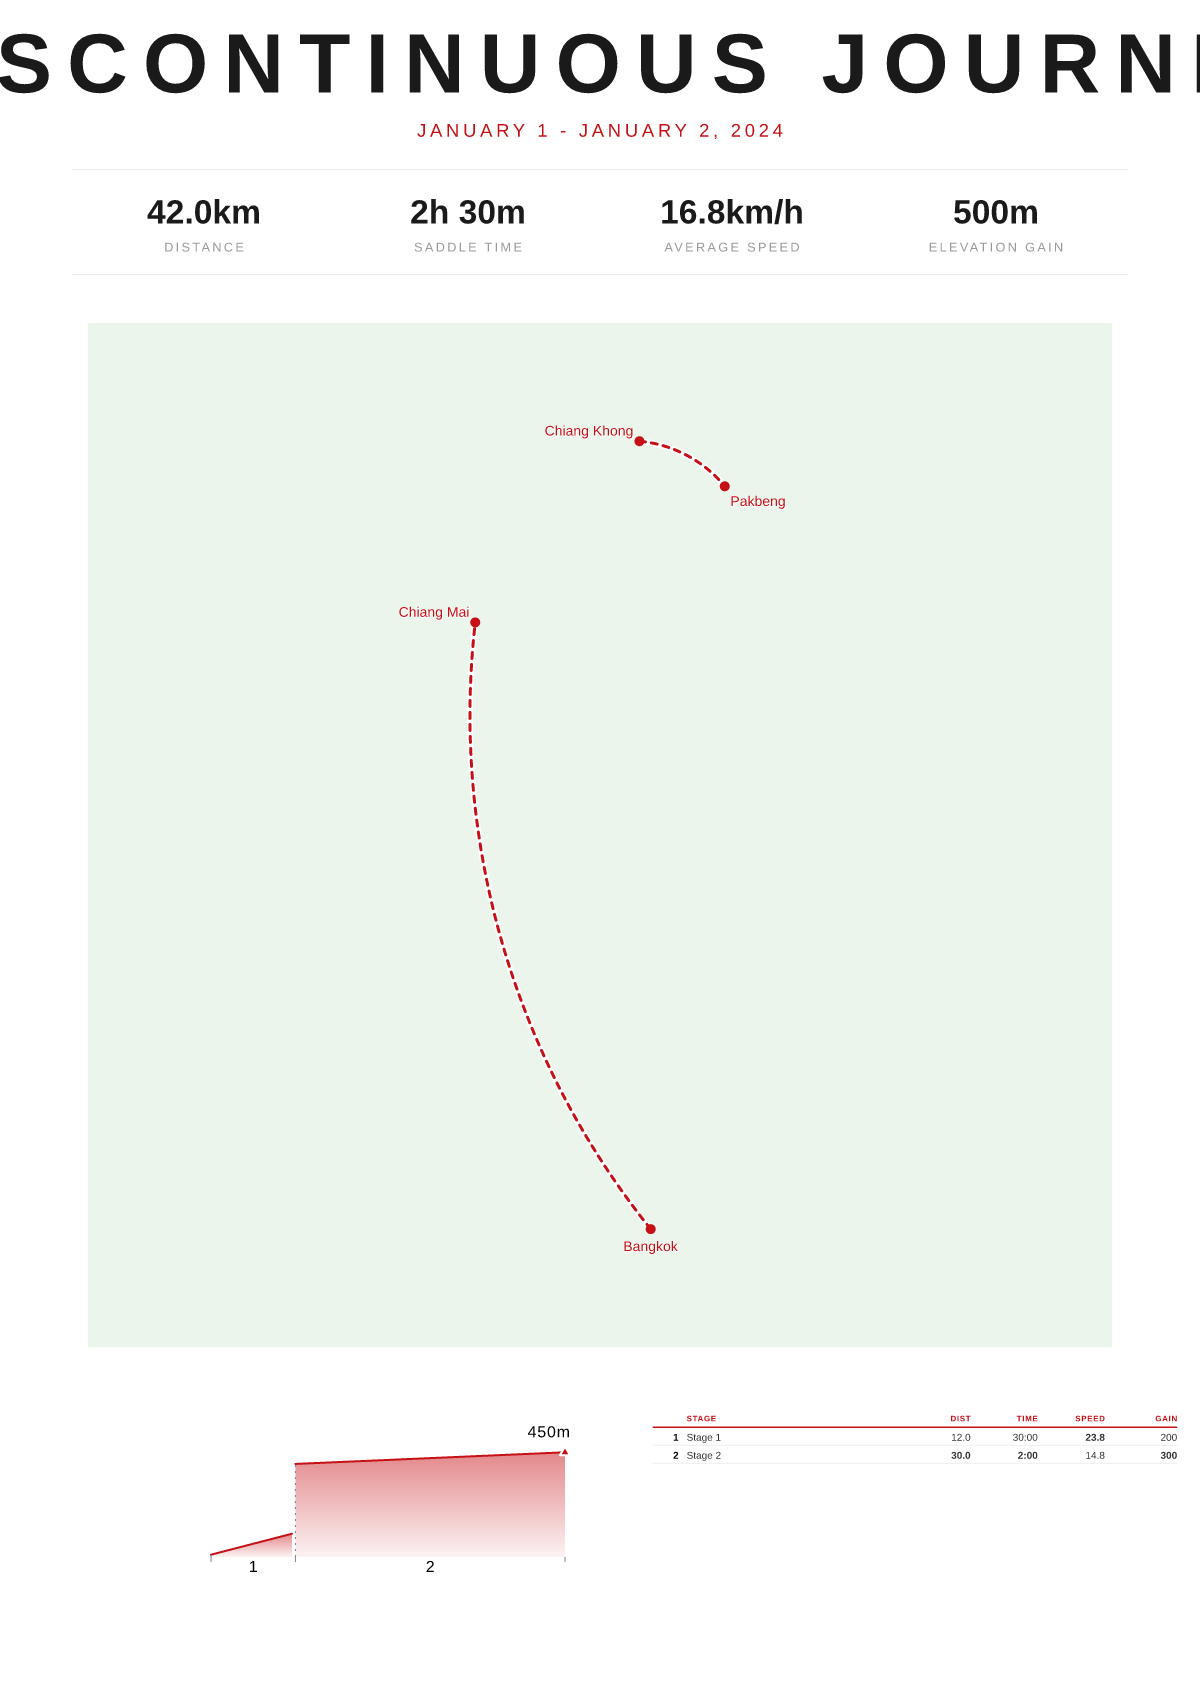 SCONTINUOUS JOURN
JANUARY 1 - JANUARY 2, 2024
42.0km 2h 30m 16.8km/h 500m
DISTANCE SADDLE TIME AVERAGE SPEED ELEVATION GAIN
Chiang Khong
Pakbeng
Chiang Mai
Bangkok
450m
1 2
STAGE DIST TIME SPEED GAIN
1 Stage 1 12.0 30:00 23.8 200
2 Stage 2 30.0 2:00 14.8 300